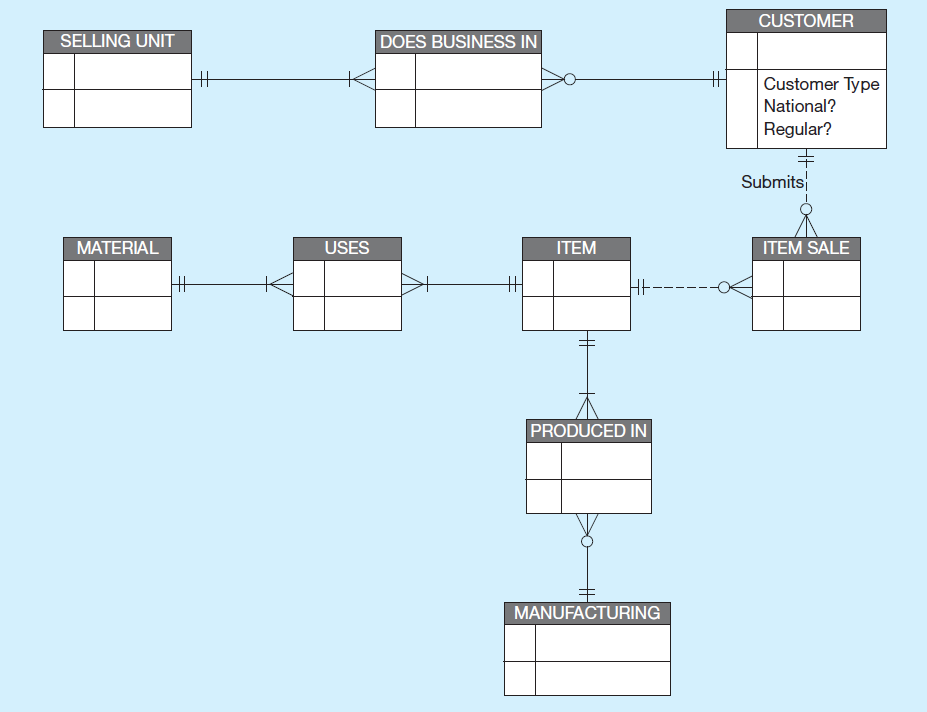 SELLING UNIT
DOES BUSINESS IN
CUSTOMER
Customer Type
National?
Regular?
Submits
MATERIAL
USES
ITEM
ITEM SALE
PRODUCED IN
MANUFACTURING